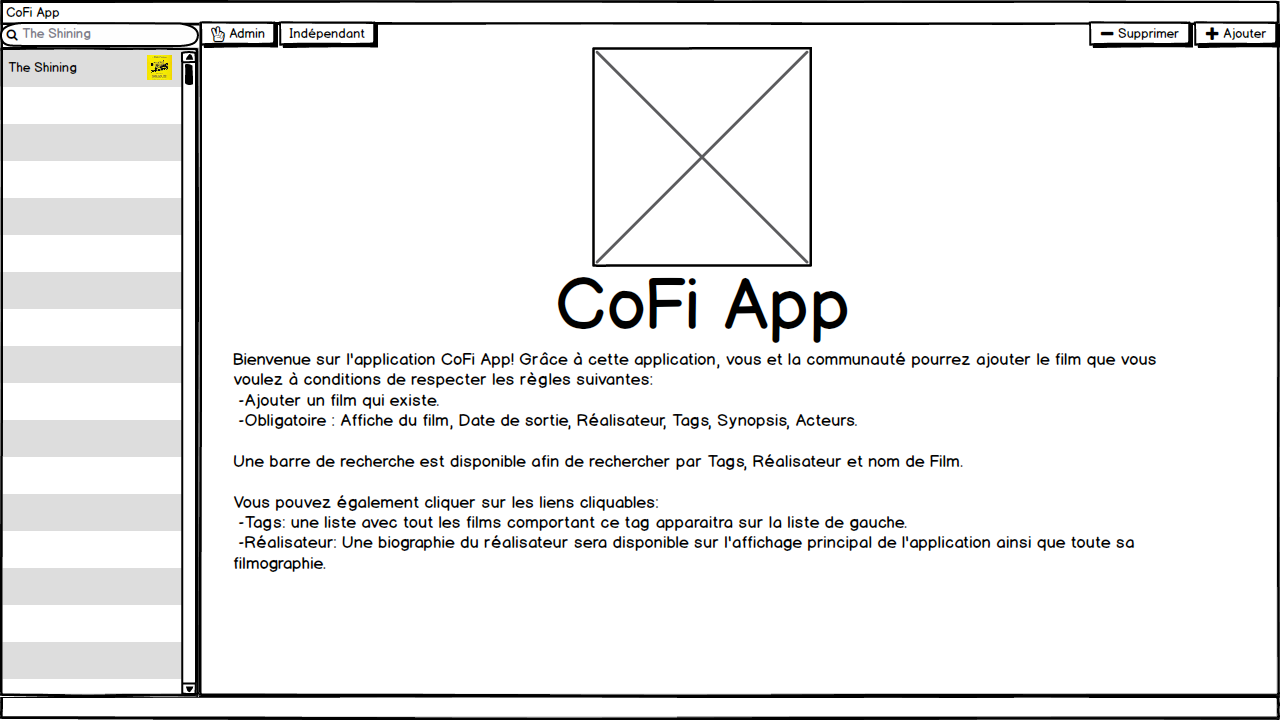 CoFi App
The Shining
Admin
Indépendant
Supprimer
Ajouter
The Shining
CoFi App
Bienvenue sur l'application CoFi App! Grâce à cette application, vous et la communauté pourrez ajouter le film que vous
voulez à conditions de respecter les règles suivantes:
-Ajouter un film qui existe.
-Obligatoire : Affiche du film, Date de sortie, Réalisateur, Tags, Synopsis, Acteurs.
Une barre de recherche est disponible afin de rechercher par Tags, Réalisateur et nom de Film.
Vous pouvez également cliquer sur les liens cliquables:
-Tags: une liste avec tout les films comportant ce tag apparaitra sur la liste de gauche.
-Réalisateur: Une biographie du réalisateur sera disponible sur l'affichage principal de l'application ainsi que toute sa
filmographie.